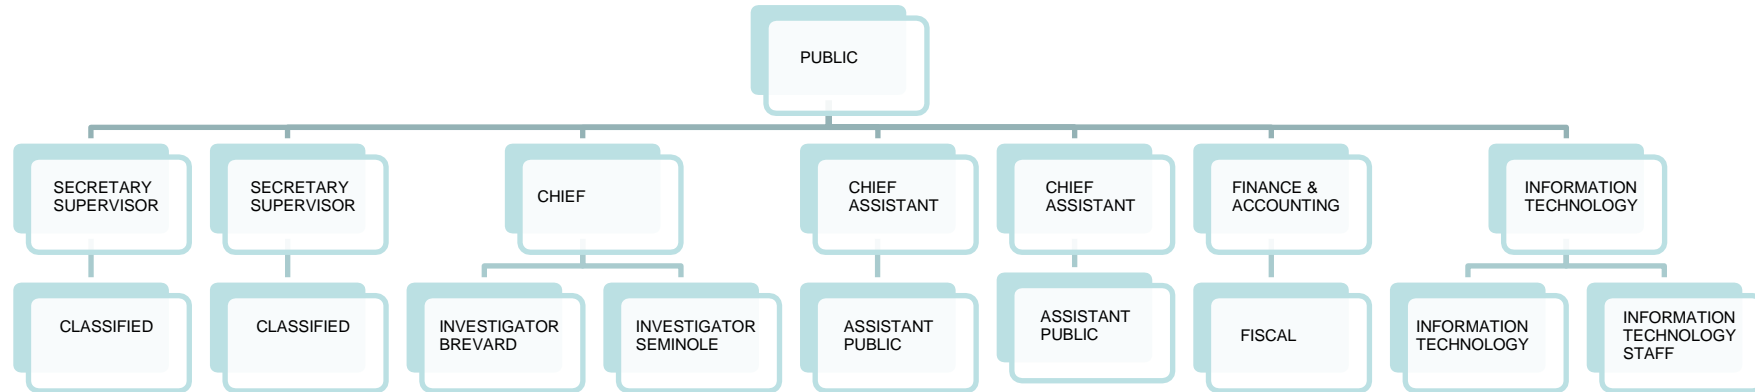 PUBLIC
SECRETARY
SUPERVISOR
SECRETARY
SUPERVISOR
CHIEF
CHIEF
ASSISTANT
CHIEF
ASSISTANT
FINANCE &
ACCOUNTING
INFORMATION
TECHNOLOGY
CLASSIFIED
CLASSIFIED
INVESTIGATOR
BREVARD
INVESTIGATOR
SEMINOLE
ASSISTANT
PUBLIC
ASSISTANT
PUBLIC
FISCAL
INFORMATION
TECHNOLOGY
INFORMATION
TECHNOLOGY
STAFF